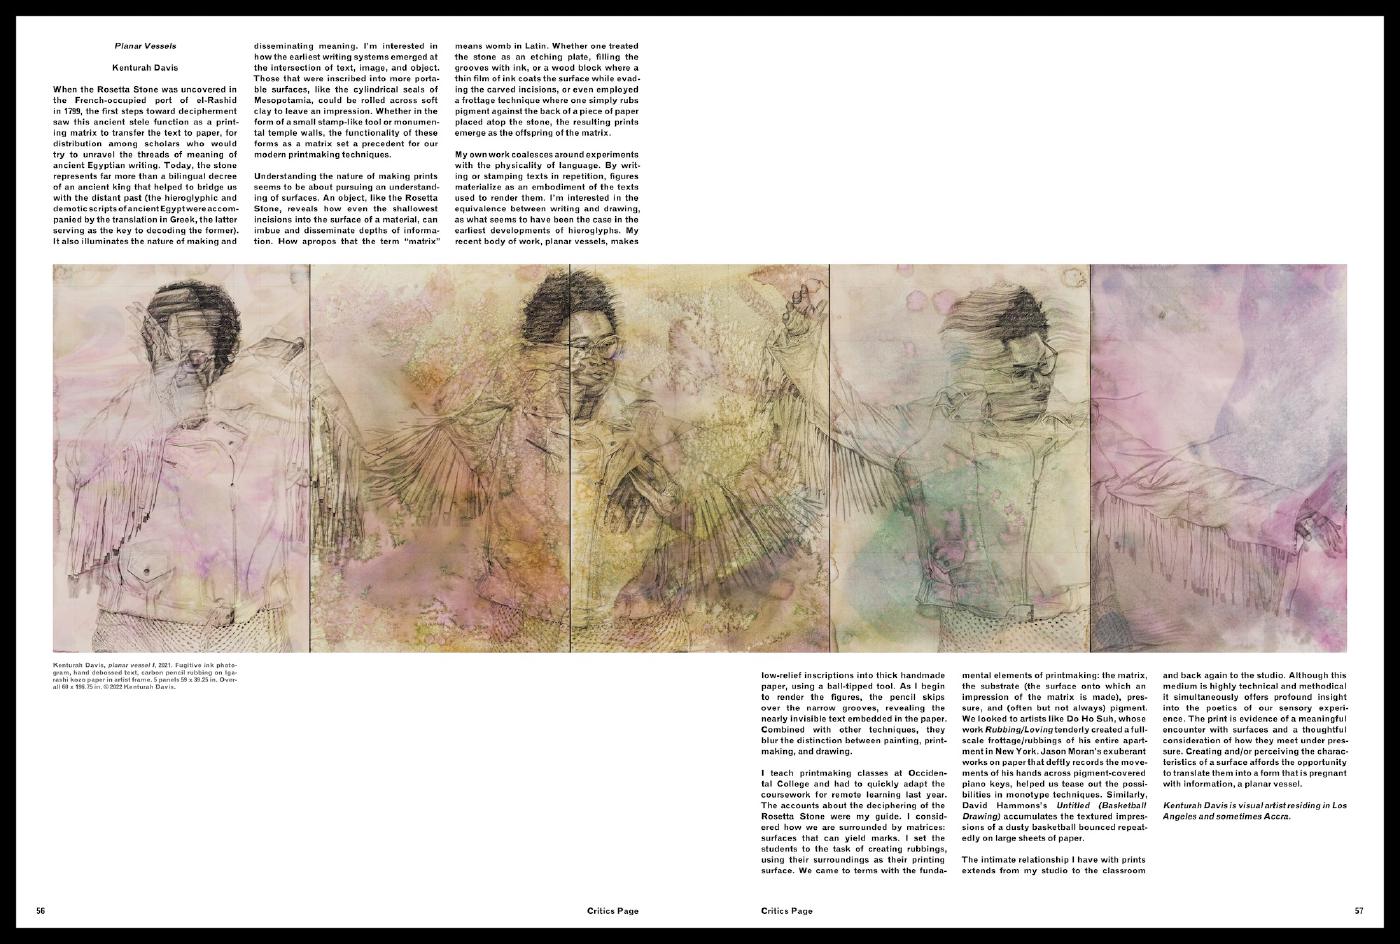 Planar Vessels
Kenturah Davis
When the Rosetta Stone was uncovered in
the French-occupied port of el-Rashid
in 1799, the first steps toward decipherment
saw this ancient stele function as a print-
ing matrix to transfer the text to paper, for
distribution among scholars who would
try to unravel the threads of meaning of
ancient Egyptian writing. Today, the stone
represents far more than a bilingual decree
of an ancient king that helped to bridge us
with the distant past (the hieroglyphic and
demotic scripts of ancient Egypt were accom-
panied by the translation in Greek, the latter
serving as the key to decoding the former).
It also illuminates the nature of making and
disseminating meaning. I'm interested in
how the earliest writing systems emerged at
the intersection of text, image, and object.
Those that were inscribed into more porta-
ble surfaces, like the cylindrical seals of
Mesopotamia, could be rolled across soft
clay to leave an impression. Whether in the
form of a small stamp-like tool or monumen-
tal temple walls, the functionality of these
forms as a matrix set a precedent for our
modern printmaking techniques.
Understanding the nature of making prints
seems to be about pursuing an understand-
ing of surfaces. An object, like the Rosetta
Stone, reveals how even the shallowest
incisions into the surface of a material, can
imbue and disseminate depths of informa-
tion. How apropos that the term "matrix"
means womb in Latin. Whether one treated
the stone as an etching plate, filling the
grooves with ink, or a wood block where a
thin film of ink coats the surface while evad-
ing the carved incisions, or even employed
a frottage technique where one simply rubs
pigment against the back of a piece of paper
placed atop the stone, the resulting prints
emerge as the offspring of the matrix.
My own work coalesces around experiments
with the physicality of language. By writ-
ing or stamping texts in repetition, figures
materialize as an embodiment of the texts
used to render them. I'm interested in the
equivalence between writing and drawing,
as what seems to have been the case in the
earliest developments of hieroglyphs. My
recent body of work, planar vessels, makes
Kenturah Davis, planar vessel I, 2021. Fugitive ink photo-
gram, hand debossed text, carbon pencil rubbing on Iga-
rashi kozo paper in artist frame. 5 panels 59 x 39.25 in. Over-
all 60 x 196.75 in. © 2022 Kenturah Davis.
low-relief inscriptions into thick handmade
paper, using a ball-tipped tool. As I begin
to render the figures, the pencil skips
over the narrow grooves, revealing the
nearly invisible text embedded in the paper.
Combined with other techniques, they
blur the distinction between painting, print-
making, and drawing.
I teach printmaking classes at Occiden-
tal College and had to quickly adapt the
coursework for remote learning last year.
The accounts about the deciphering of the
Rosetta Stone were my guide. I consid-
ered how we are surrounded by matrices:
surfaces that can yield marks. I set the
students to the task of creating rubbings,
using their surroundings as their printing
surface. We came to terms with the funda-
mental elements of printmaking: the matrix,
the substrate (the surface onto which an
impression of the matrix is made), pres-
sure, and (often but not always) pigment.
We looked to artists like Do Ho Suh, whose
work Rubbing/Loving tenderly created a full-
scale frottage/rubbings of his entire apart-
ment in New York. Jason Moran's exuberant
works on paper that deftly records the move-
ments of his hands across pigment-covered
piano keys, helped us tease out the possi-
bilities in monotype techniques. Similarly,
David Hammons's Untitled (Basketball
Drawing) accumulates the textured impres-
sions of a dusty basketball bounced repeat-
edly on large sheets of paper.
The intimate relationship I have with prints
extends from my studio to the classroom
and back again to the studio. Although this
medium is highly technical and methodical
it simultaneously offers profound insight
into the poetics of our sensory experi-
ence. The print is evidence of a meaningful
encounter with surfaces and a thoughtful
consideration of how they meet under pres-
sure. Creating and/or perceiving the charac-
teristics of a surface affords the opportunity
to translate them into a form that is pregnant
with information, a planar vessel.
Kenturah Davis is visual artist residing in Los
Angeles and sometimes Accra.
56
Critics Page
Critics Page
57